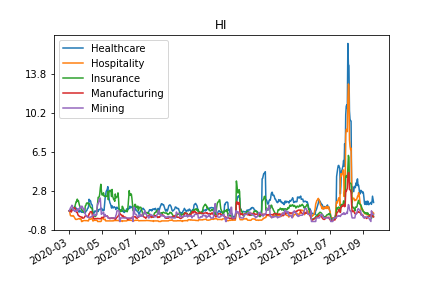 HI
Healthcare
Hospitality
Insurance
Manufacturing
Mining
13.8
10.2
6.5
2.8
-0.8
2020-03
2020-05
2020-07
2020-09
2020-11
2021-01
2021-03
2021-05
2021-07
2021-09